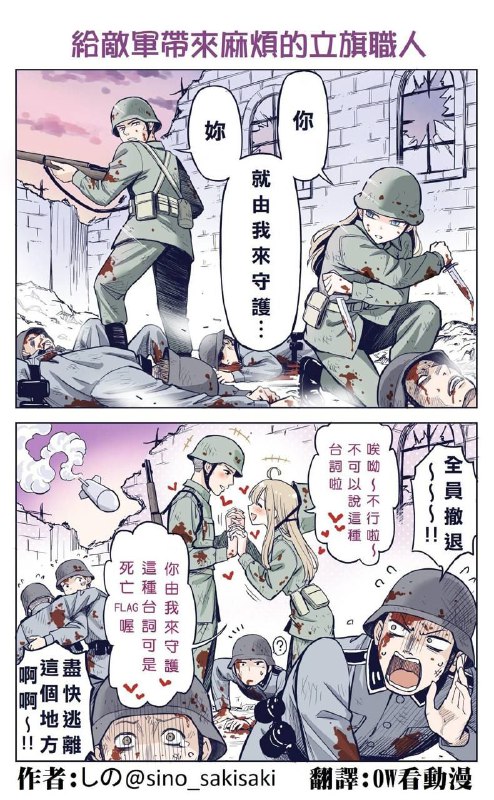 給敵軍帶來麻煩的立旗職人
你
妳
就由我來守護…
全員撤退
～～～～!!
唉呦～不行啦～
不可以說這種
台詞啦
你由我來守護
這種台詞可是
死亡FLAG喔
?
盡快逃離
這個地方
啊啊～!!
作者:しの@sino_sakisaki
翻譯:OW看動漫